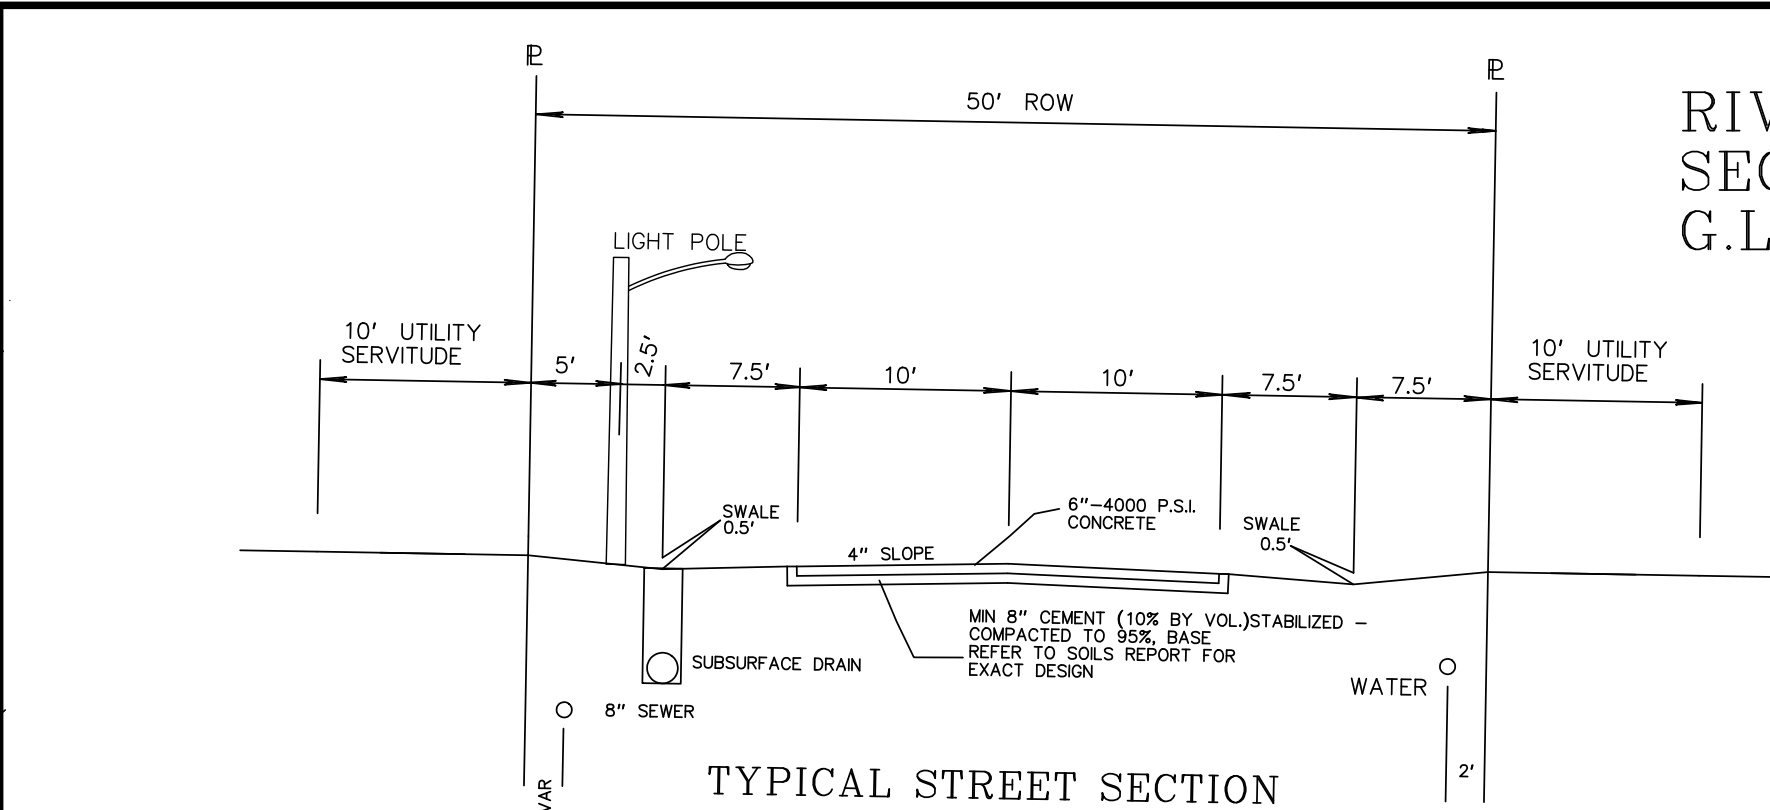 PL
PL
50' ROW
RIV
SEC
G.L
LIGHT POLE
10' UTILITY
SERVITUDE
5'
2.5'
7.5'
10'
10'
7.5'
7.5'
10' UTILITY
SERVITUDE
SWALE
0.5'
6"-4000 P.S.I.
CONCRETE
SWALE
0.5'
4" SLOPE
MIN 8" CEMENT (10% BY VOL.)STABILIZED -
COMPACTED TO 95%, BASE
REFER TO SOILS REPORT FOR
EXACT DESIGN
SUBSURFACE DRAIN
WATER
8" SEWER
VAR
2'
TYPICAL STREET SECTION